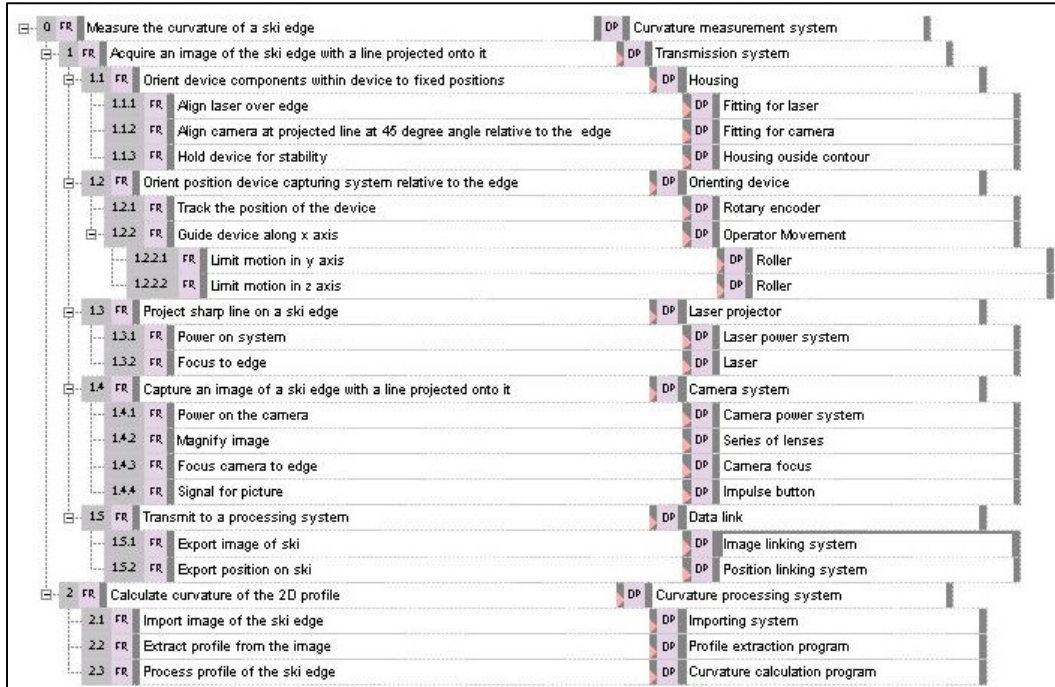 0 FR Measure the curvature of a ski edge DP Curvature measurement system
1 FR Acquire an image of the ski edge with a line projected onto it DP Transmission system
1.1 FR Orient device components within device to fixed positions DP Housing
1.1.1 FR Align laser over edge DP Fitting for laser
1.1.2 FR Align camera at projected line at 45 degree angle relative to the edge DP Fitting for camera
1.1.3 FR Hold device for stability DP Housing ouside contour
1.2 FR Orient position device capturing system relative to the edge DP Orienting device
1.2.1 FR Track the position of the device DP Rotary encoder
1.2.2 FR Guide device along x axis DP Operator Movement
1.2.2.1 FR Limit motion in y axis DP Roller
1.2.2.2 FR Limit motion in z axis DP Roller
1.3 FR Project sharp line on a ski edge DP Laser projector
1.3.1 FR Power on system DP Laser power system
1.3.2 FR Focus to edge DP Laser
1.4 FR Capture an image of a ski edge with a line projected onto it DP Camera system
1.4.1 FR Power on the camera DP Camera power system
1.4.2 FR Magnify image DP Series of lenses
1.4.3 FR Focus camera to edge DP Camera focus
1.4.4 FR Signal for picture DP Impulse button
1.5 FR Transmit to a processing system DP Data link
1.5.1 FR Export image of ski DP Image linking system
1.5.2 FR Export position on ski DP Position linking system
2 FR Calculate curvature of the 2D profile DP Curvature processing system
2.1 FR Import image of the ski edge DP Importing system
2.2 FR Extract profile from the image DP Profile extraction program
2.3 FR Process profile of the ski edge DP Curvature calculation program